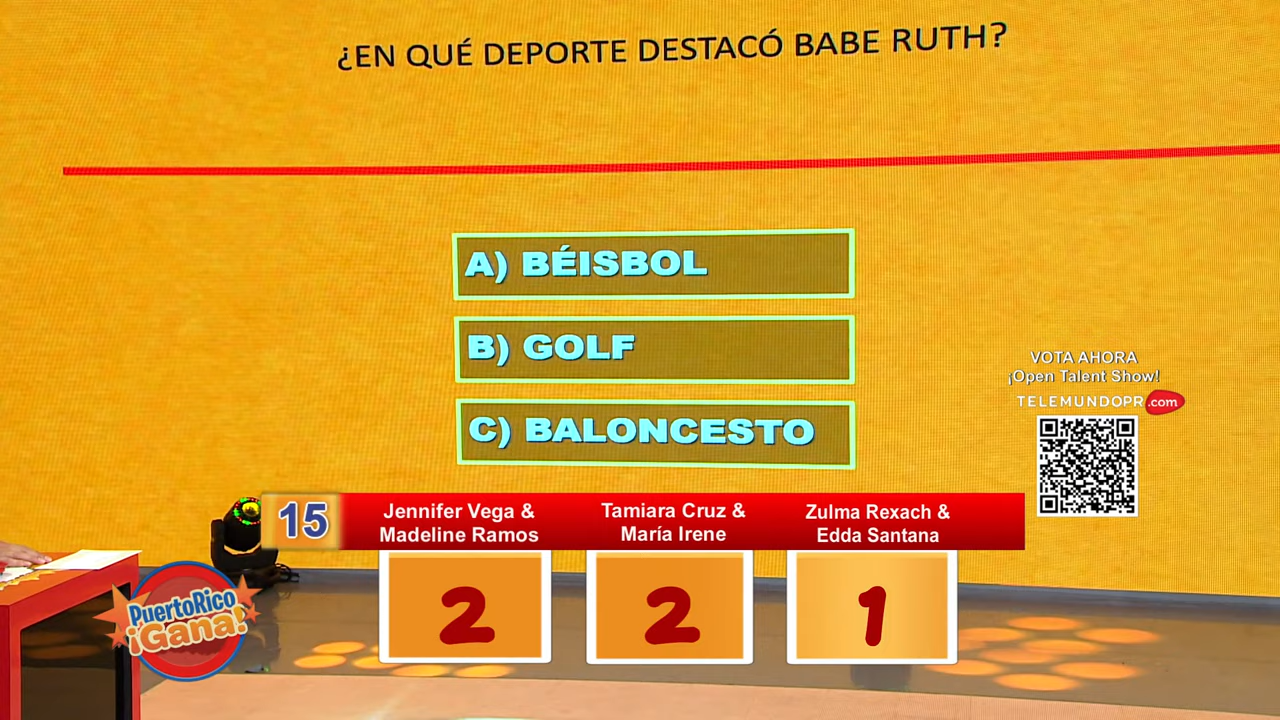 ¿EN QUÉ DEPORTE DESTACÓ BABE RUTH?
A) BÉISBOL
B) GOLF
C) BALONCESTO
VOTA AHORA
¡Open Talent Show!
TELEMUNDOPR.com
15
Jennifer Vega &
Madeline Ramos
Tamiara Cruz &
María Irene
Zulma Rexach &
Edda Santana
2
2
1
PuertoRico
¡Gana!